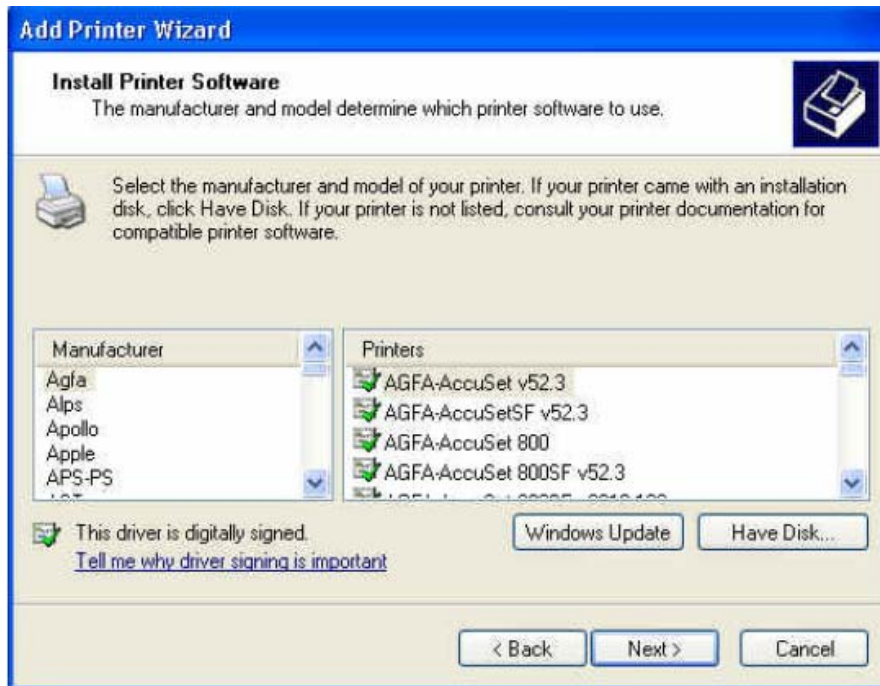 Add Printer Wizard
Install Printer Software
The manufacturer and model determine which printer software to use.
Select the manufacturer and model of your printer. If your printer came with an installation
disk, click Have Disk. If your printer is not listed, consult your printer documentation for
compatible printer software.
Manufacturer
Agfa
Alps
Apollo
Apple
APS-PS
Printers
AGFA-AccuSet v52.3
AGFA-AccuSetSF v52.3
AGFA-AccuSet 800
AGFA-AccuSet 800SF v52.3
This driver is digitally signed.
Tell me why driver signing is important
Windows Update
Have Disk...
< Back
Next >
Cancel